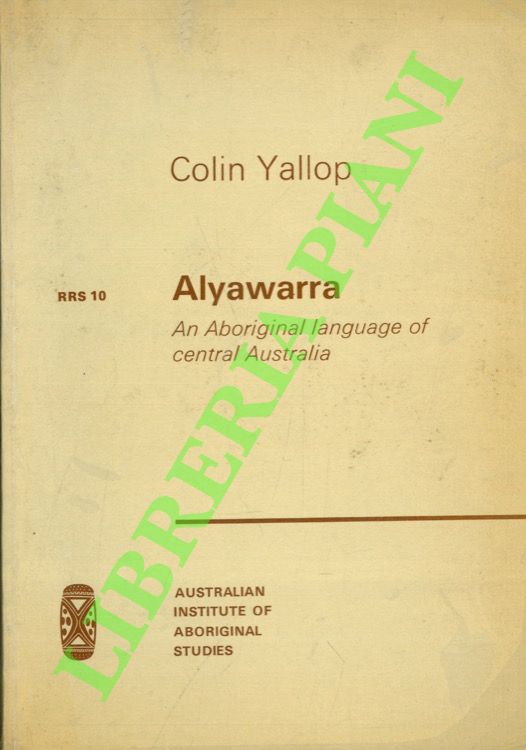 Colin Yallop
RRS 10
Alyawarra
An Aboriginal language of
central Australia
AUSTRALIAN
INSTITUTE OF
ABORIGINAL
STUDIES
LIBRERIA PIANI